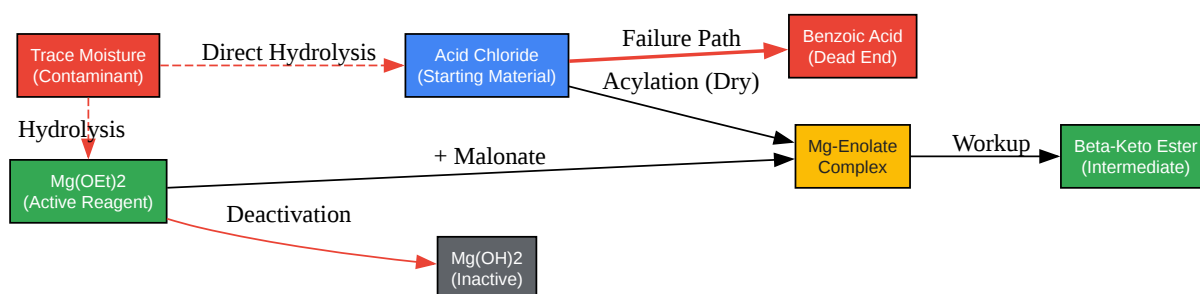 Trace Moisture
(Contaminant)
Direct Hydrolysis
Acid Chloride
(Starting Material)
Failure Path
Benzoic Acid
(Dead End)
Acylation (Dry)
Hydrolysis
Mg(OEt)2
(Active Reagent)
+ Malonate
Mg-Enolate
Complex
Workup
Beta-Keto Ester
(Intermediate)
Deactivation
Mg(OH)2
(Inactive)